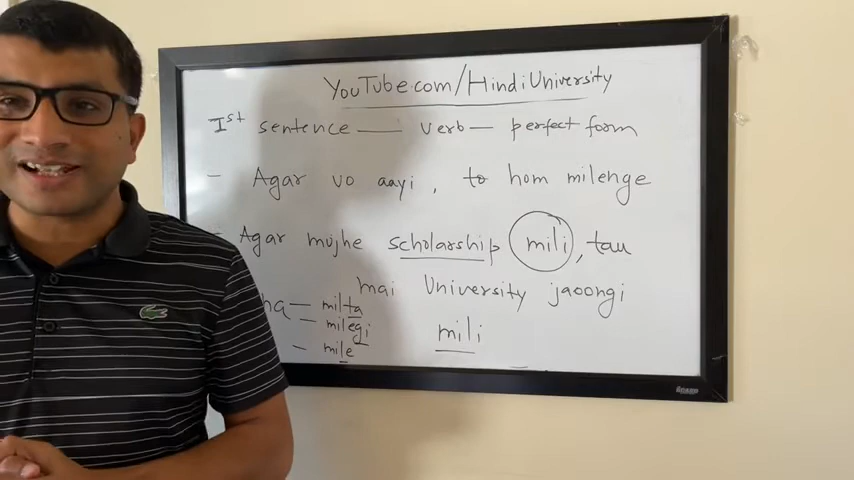 YouTube.com/HindiUniversity
Ist sentence — verb — perfect form
- Agar vo aayi, to hom milenge
- Agar mujhe scholarship mili, tau
mai University jaoongi
na — milta
- milegi
- mile
mili